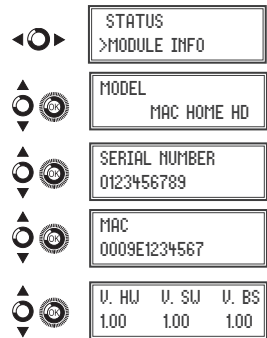 STATUS
>MODULE INFO
MODEL
MAC HOME HD
OK
SERIAL NUMBER
0123456789
OK
MAC
0009E1234567
OK
V. HW V. SW V. BS
1.00 1.00 1.00
OK